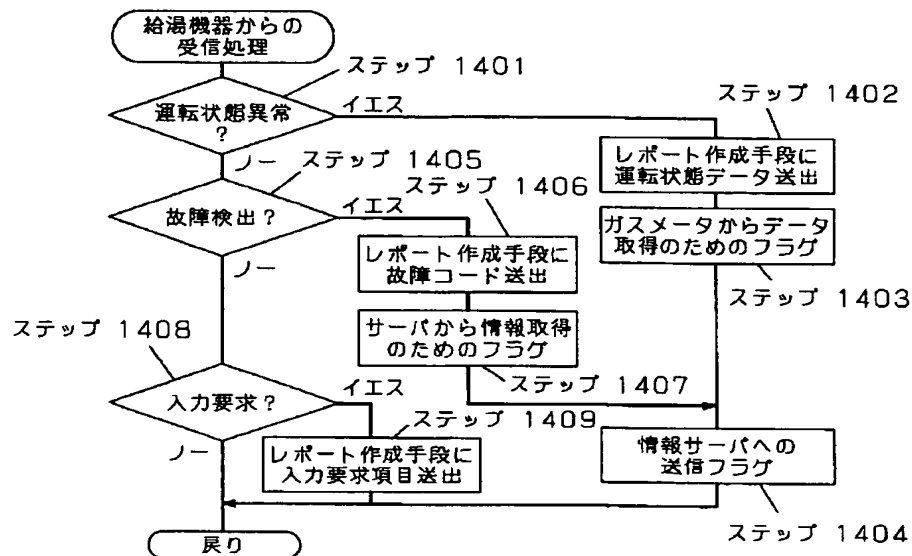 給湯機器からの
受信処理
ステップ 1401
運転状態異常
?
イエス
ノー
ステップ 1402
レポート作成手段に
運転状態データ送出
ガスメータからデータ
取得のためのフラグ
ステップ 1403
ステップ 1405
故障検出?
イエス
ノー
ステップ 1406
レポート作成手段に
故障コード送出
サーバから情報取得
のためのフラグ
ステップ 1407
ステップ 1408
入力要求?
イエス
ノー
ステップ 1409
レポート作成手段に
入力要求項目送出
情報サーバへの
送信フラグ
ステップ 1404
戻り